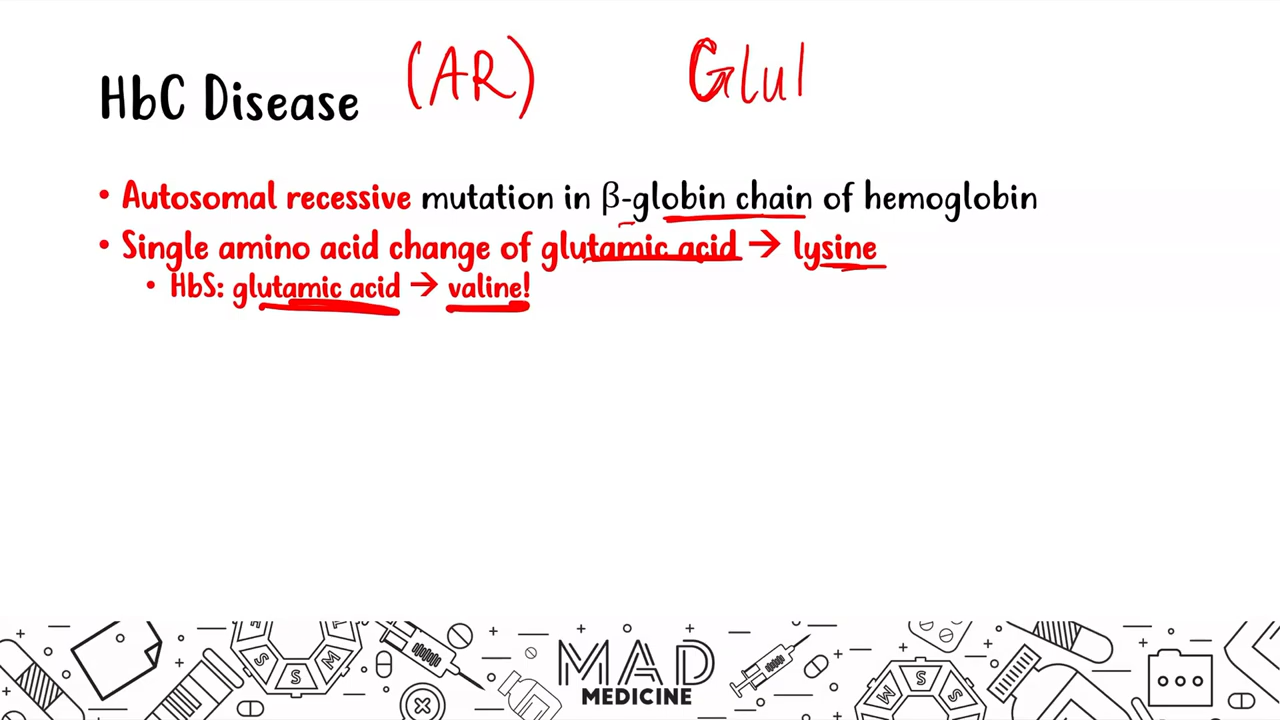 HbC Disease (AR) Glul
• Autosomal recessive mutation in β-globin chain of hemoglobin
• Single amino acid change of glutamic acid → lysine
• HbS: glutamic acid → valine!
S S M
MAD
MEDICINE
M S S